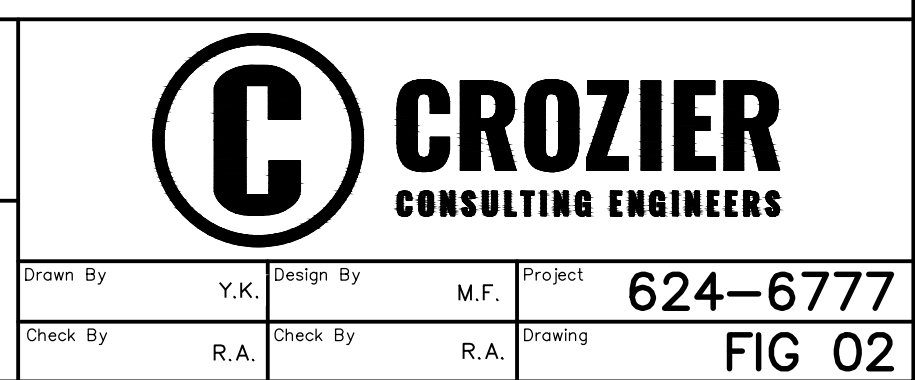 C
CROZIER
CONSULTING ENGINEERS
Drawn By Y.K. Design By M.F. Project 624-6777
Check By R.A. Check By R.A. Drawing FIG 02